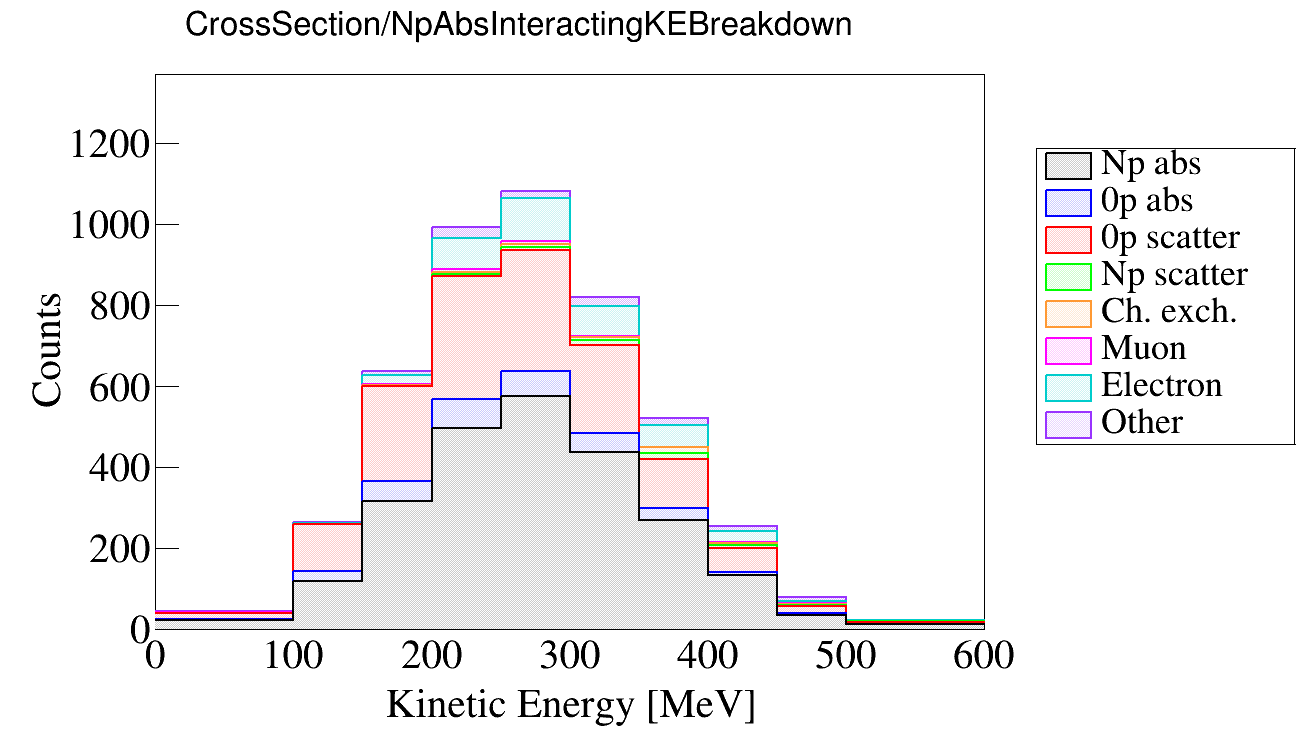 CrossSection/NpAbsInteractingKEBreakdown
1200
1000
800
600
400
200
0
Counts
0 100 200 300 400 500 600
Kinetic Energy [MeV]
Np abs
0p abs
0p scatter
Np scatter
Ch. exch.
Muon
Electron
Other